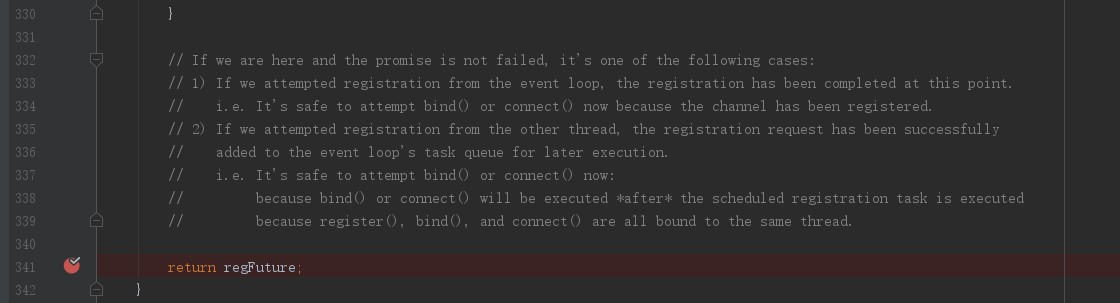 330 }
331
332 // If we are here and the promise is not failed, it's one of the following cases:
333 // 1) If we attempted registration from the event loop, the registration has been completed at this point.
334 //    i.e. It's safe to attempt bind() or connect() now because the channel has been registered.
335 // 2) If we attempted registration from the other thread, the registration request has been successfully
336 //    added to the event loop's task queue for later execution.
337 //    i.e. It's safe to attempt bind() or connect() now:
338 //         because bind() or connect() will be executed *after* the scheduled registration task is executed
339 //         because register(), bind(), and connect() are all bound to the same thread.
340
341 return regFuture;
342 }